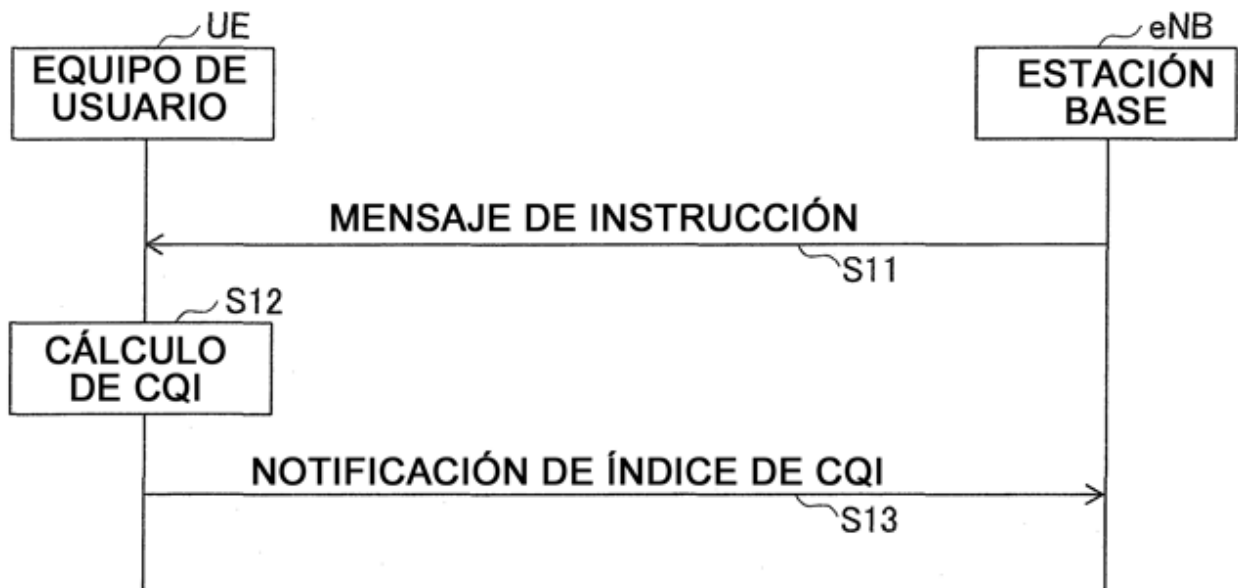 UE
EQUIPO DE
USUARIO
eNB
ESTACIÓN
BASE
MENSAJE DE INSTRUCCIÓN
S11
S12
CÁLCULO
DE CQI
NOTIFICACIÓN DE ÍNDICE DE CQI
S13